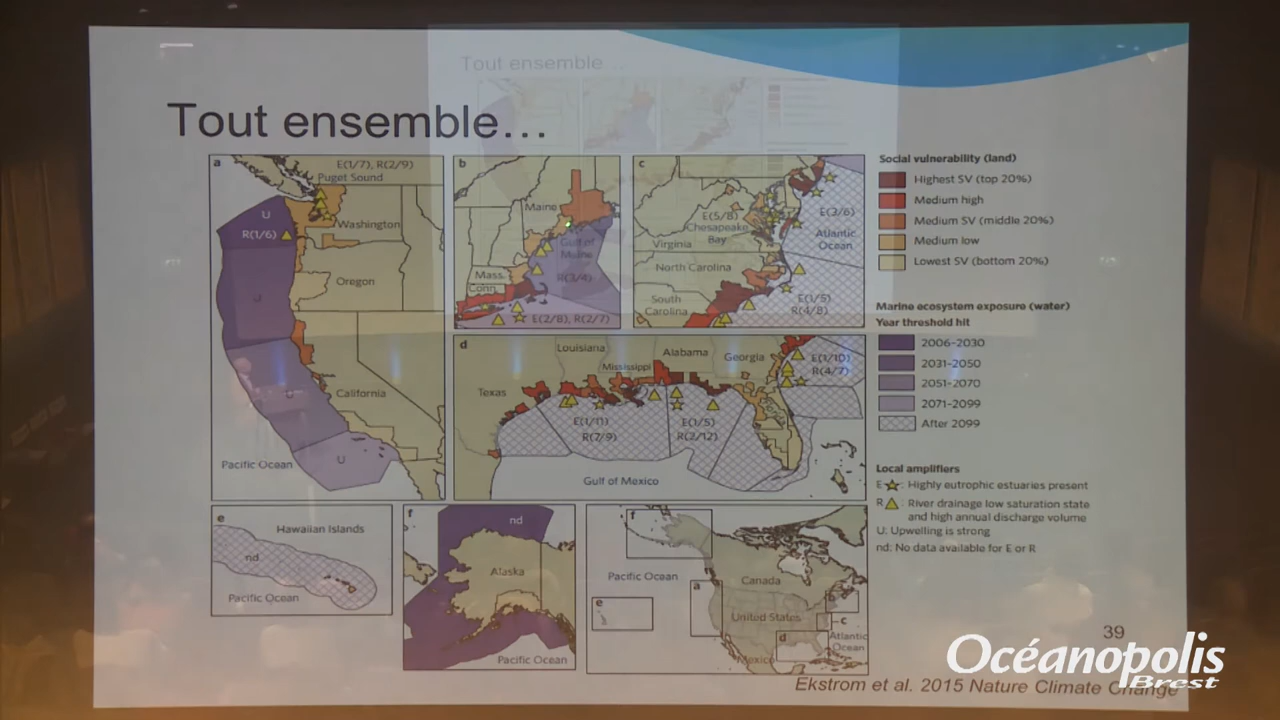 Tout ensemble ...
Tout ensemble...
a
E(1/7), R(2/9)
Puget Sound
U
R(1/6)
Washington
Oregon
U
California
U
Pacific Ocean
U
b
Maine
Gulf of
Maine
R(3/4)
Mass.
Conn.
E(2/8), R(2/7)
c
E(5/8)
Chesapeake
Bay
Virginia
E(2/6)
Atlantic
Ocean
North Carolina
South
Carolina
E(1/5)
R(4/8)
d
Louisiana
Mississippi
Alabama
Georgia
E(1/10)
R(4/7)
Texas
E(1/11)
R(7/9)
E(1/5)
R(2/12)
Gulf of Mexico
e
Hawaiian Islands
nd
Pacific Ocean
f
nd
Alaska
Pacific Ocean
f
Pacific Ocean
Canada
a
e
b
United States
c
d
Atlantic
Ocean
Mexico
Social vulnerability (land)
Highest SV (top 20%)
Medium high
Medium SV (middle 20%)
Medium low
Lowest SV (bottom 20%)
Marine ecosystem exposure (water)
Year threshold hit
2006–2030
2031–2050
2051–2070
2071–2099
After 2099
Local amplifiers
E : Highly eutrophic estuaries present
R : River drainage low saturation state
and high annual discharge volume
U: Upwelling is strong
nd: No data available for E or R
39
Océanopolis
Brest
Ekstrom et al. 2015 Nature Climate Change